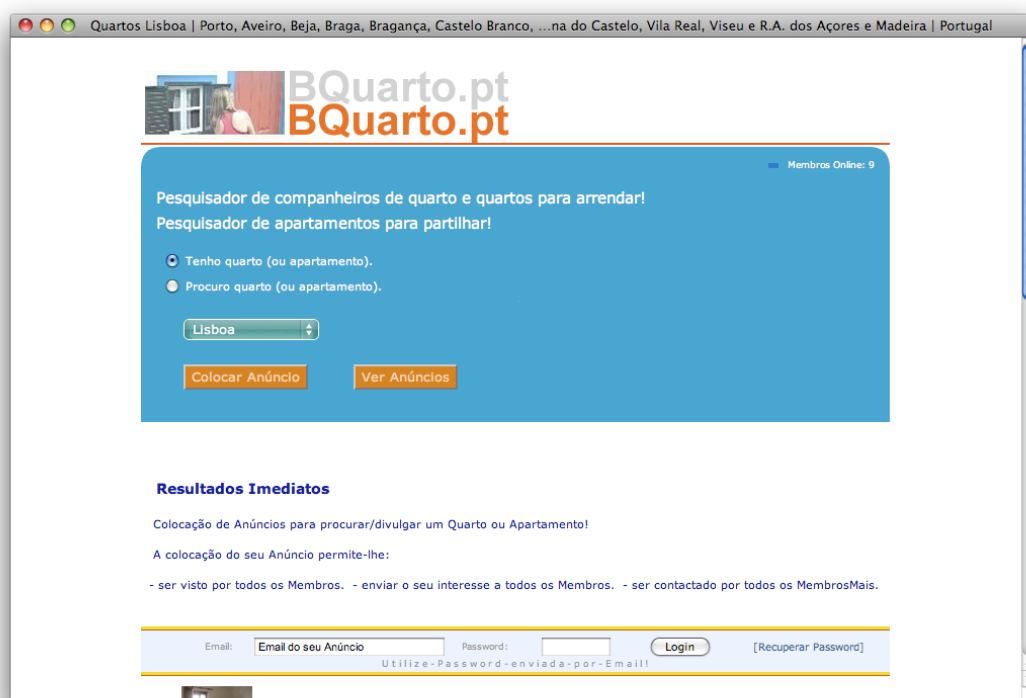 Quartos Lisboa | Porto, Aveiro, Beja, Braga, Bragança, Castelo Branco, ...na do Castelo, Vila Real, Viseu e R.A. dos Açores e Madeira | Portugal
BQuarto.pt
BQuarto.pt
Membros Online: 9
Pesquisador de companheiros de quarto e quartos para arrendar!
Pesquisador de apartamentos para partilhar!
Tenho quarto (ou apartamento).
Procuro quarto (ou apartamento).
Lisboa
Colocar Anúncio Ver Anúncios
Resultados Imediatos
Colocação de Anúncios para procurar/divulgar um Quarto ou Apartamento!
A colocação do seu Anúncio permite-lhe:
- ser visto por todos os Membros. - enviar o seu interesse a todos os Membros. - ser contactado por todos os MembrosMais.
Email: Email do seu Anúncio Password: Login [Recuperar Password]
Utilize-Password-enviada-por-Email!